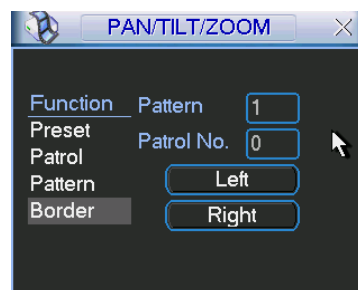 PAN/TILT/ZOOM
Function Pattern 1
Preset
Patrol No. 0
Patrol
Pattern Left
Border Right